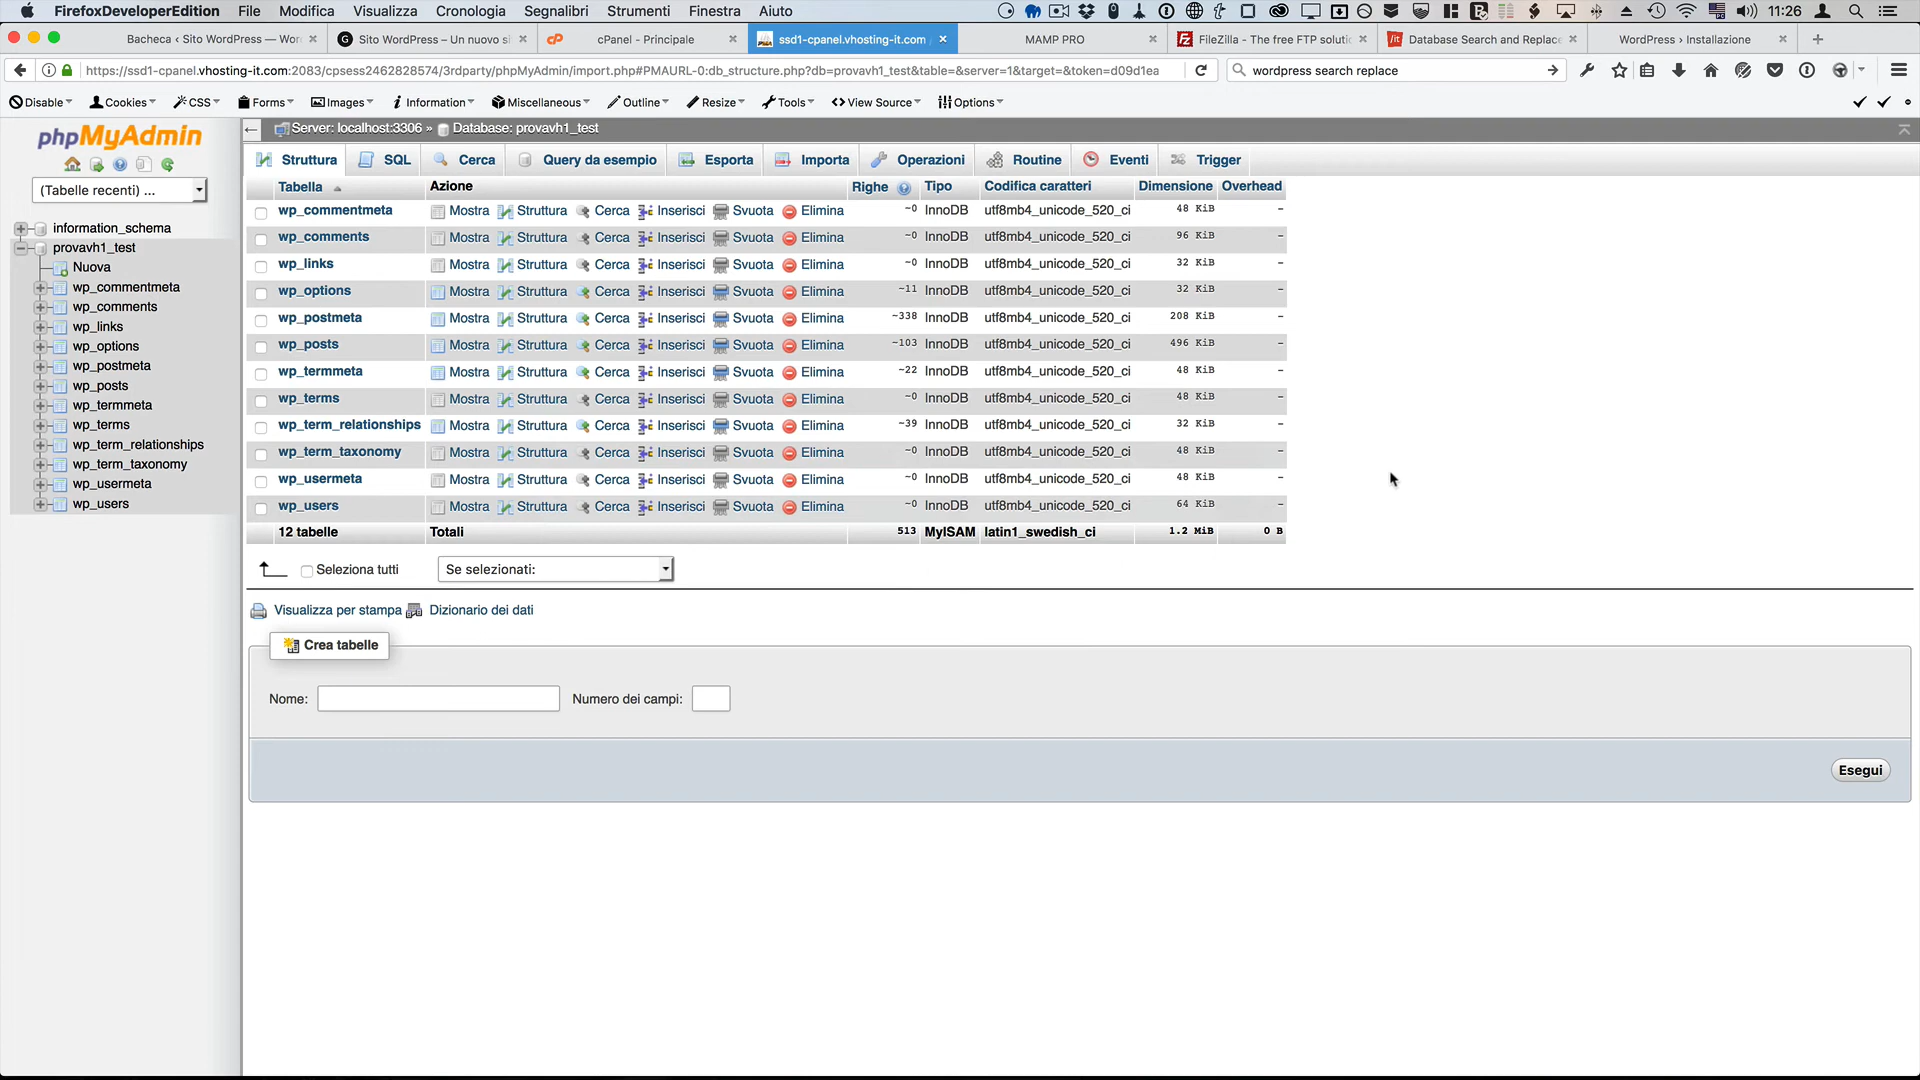 FirefoxDeveloperEdition File Modifica Visualizza Cronologia Segnalibri Strumenti Finestra Aiuto 11:26
Bacheca ‹ Sito WordPress — Wor
Sito WordPress – Un nuovo si
cPanel - Principale
ssd1-cpanel.vhosting-it.com
MAMP PRO
FileZilla - The free FTP soluti
Database Search and Replace
WordPress › Installazione
https://ssd1-cpanel.vhosting-it.com:2083/cpsess2462828574/3rdparty/phpMyAdmin/import.php#PMAURL-0:db_structure.php?db=provavh1_test&table=&server=1&target=&token=d09d1ea
wordpress search replace
Disable Cookies CSS Forms Images Information Miscellaneous Outline Resize Tools View Source Options
phpMyAdmin
(Tabelle recenti) ...
information_schema
provavh1_test
Nuova
wp_commentmeta
wp_comments
wp_links
wp_options
wp_postmeta
wp_posts
wp_termmeta
wp_terms
wp_term_relationships
wp_term_taxonomy
wp_usermeta
wp_users
Server: localhost:3306 » Database: provavh1_test
Struttura SQL Cerca Query da esempio Esporta Importa Operazioni Routine Eventi Trigger
Tabella Azione Righe Tipo Codifica caratteri Dimensione Overhead
wp_commentmeta Mostra Struttura Cerca Inserisci Svuota Elimina ~0 InnoDB utf8mb4_unicode_520_ci 48 KiB -
wp_comments Mostra Struttura Cerca Inserisci Svuota Elimina ~0 InnoDB utf8mb4_unicode_520_ci 96 KiB -
wp_links Mostra Struttura Cerca Inserisci Svuota Elimina ~0 InnoDB utf8mb4_unicode_520_ci 32 KiB -
wp_options Mostra Struttura Cerca Inserisci Svuota Elimina ~11 InnoDB utf8mb4_unicode_520_ci 32 KiB -
wp_postmeta Mostra Struttura Cerca Inserisci Svuota Elimina ~338 InnoDB utf8mb4_unicode_520_ci 208 KiB -
wp_posts Mostra Struttura Cerca Inserisci Svuota Elimina ~103 InnoDB utf8mb4_unicode_520_ci 496 KiB -
wp_termmeta Mostra Struttura Cerca Inserisci Svuota Elimina ~22 InnoDB utf8mb4_unicode_520_ci 48 KiB -
wp_terms Mostra Struttura Cerca Inserisci Svuota Elimina ~0 InnoDB utf8mb4_unicode_520_ci 48 KiB -
wp_term_relationships Mostra Struttura Cerca Inserisci Svuota Elimina ~39 InnoDB utf8mb4_unicode_520_ci 32 KiB -
wp_term_taxonomy Mostra Struttura Cerca Inserisci Svuota Elimina ~0 InnoDB utf8mb4_unicode_520_ci 48 KiB -
wp_usermeta Mostra Struttura Cerca Inserisci Svuota Elimina ~0 InnoDB utf8mb4_unicode_520_ci 48 KiB -
wp_users Mostra Struttura Cerca Inserisci Svuota Elimina ~0 InnoDB utf8mb4_unicode_520_ci 64 KiB -
12 tabelle Totali 513 MyISAM latin1_swedish_ci 1.2 MiB 0 B
Seleziona tutti Se selezionati:
Visualizza per stampa Dizionario dei dati
Crea tabelle
Nome: Numero dei campi:
Esegui